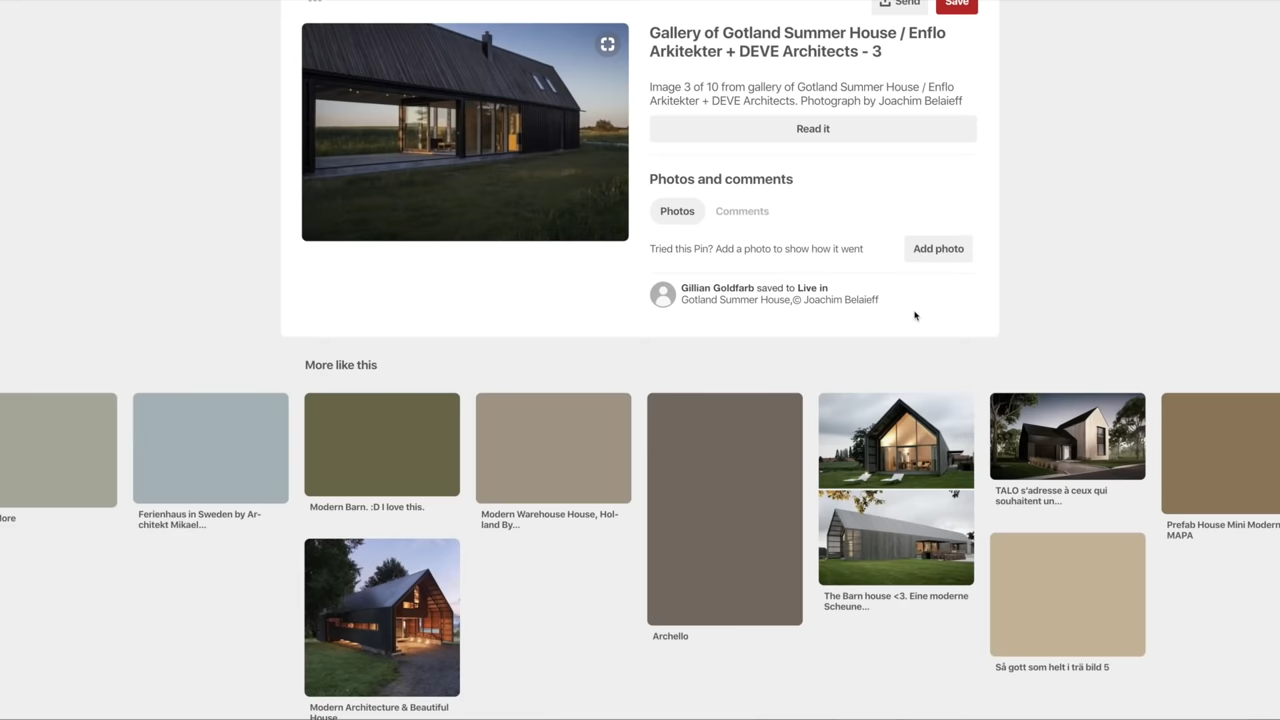 Send
Save
Gallery of Gotland Summer House / Enflo
Arkitekter + DEVE Architects - 3
Image 3 of 10 from gallery of Gotland Summer House / Enflo
Arkitekter + DEVE Architects. Photograph by Joachim Belaieff
Read it
Photos and comments
Photos
Comments
Tried this Pin? Add a photo to show how it went
Add photo
Gillian Goldfarb saved to Live in
Gotland Summer House,© Joachim Belaieff
More like this
Ferienhaus in Sweden by Ar-
chitekt Mikael...
Modern Barn. :D I love this.
Modern Warehouse House, Hol-
land By...
Archello
The Barn house <3. Eine moderne
Scheune...
TALO s'adresse à ceux qui
souhaitent un...
Prefab House Mini Modern
MAPA
Så gott som helt i trä bild 5
Modern Architecture & Beautiful
House